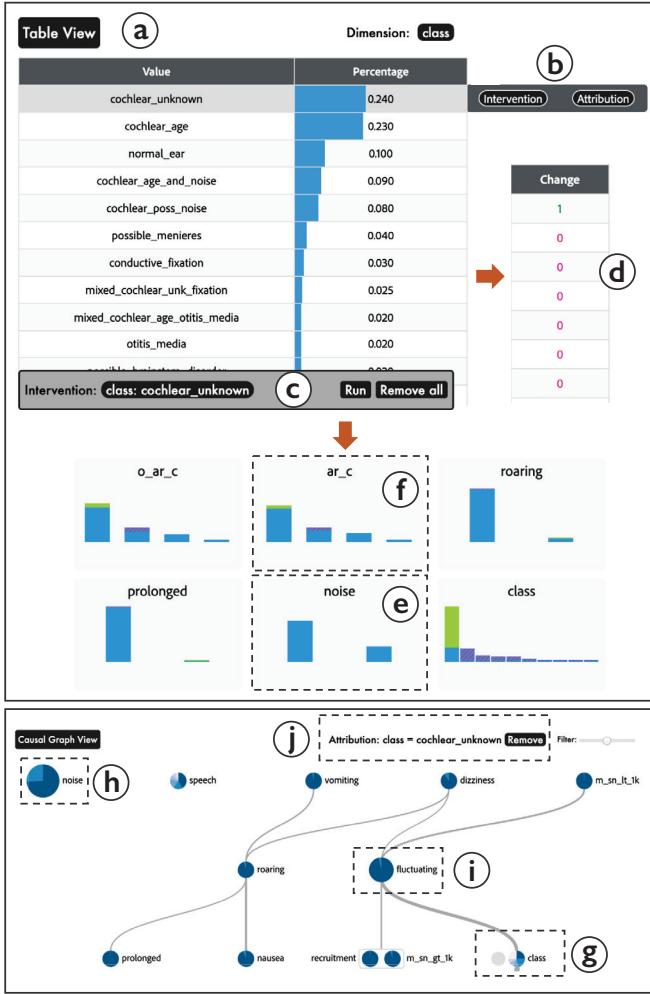 Table View
a
Dimension: class
Value Percentage
b
Intervention Attribution
cochlear_unknown 0.240
cochlear_age 0.230
normal_ear 0.100
cochlear_age_and_noise 0.090
cochlear_poss_noise 0.080
possible_menieres 0.040
conductive_fixation 0.030
mixed_cochlear_unk_fixation 0.025
mixed_cochlear_age_otitis_media 0.020
otitis_media 0.020
possible_brainstem_disorder 0.020
Change
1
0
0
0
0
0
0
d
Intervention: class: cochlear_unknown
c
Run Remove all
o_ar_c
ar_c
f
roaring
prolonged
noise
e
class
Causal Graph View
j
Attribution: class = cochlear_unknown Remove
Filter:
noise
h
speech
vomiting
dizziness
m_sn_lt_1k
roaring
fluctuating
i
prolonged
nausea
recruitment
m_sn_gt_1k
class
g